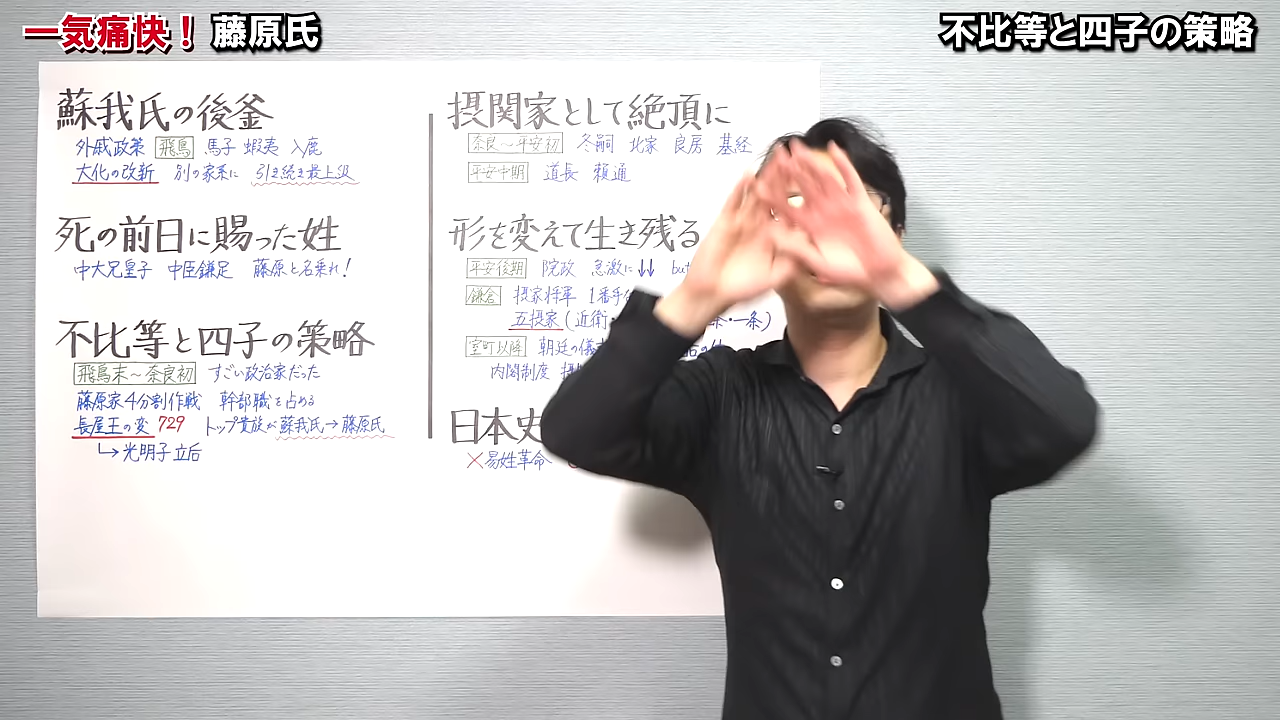 一気痛快！藤原氏
不比等と四子の策略
蘇我氏の後釜
外戚政策 飛鳥 馬子 蝦夷 入鹿
大化の改新 別の家系に 引き続き最上級
死の前日に賜った姓
中大兄皇子 中臣鎌足 藤原と名乗れ！
不比等と四子の策略
飛鳥末～奈良初 すごい政治家だった
藤原家4分割作戦 幹部職を占める
長屋王の変 729 トップ貴族が蘇我氏→藤原氏
↳光明子立后
摂関家として絶頂に
奈良～平安初 冬嗣 北家 良房 基経
平安中期 道長 頼通
形を変えて生き残る
平安後期 院政 急激に↓↓ but
鎌倉 摂家将軍 1番手
五摂家(近衛・ 条・一条)
室町以降 朝廷の儀
内閣制度
日本史
×易姓革命